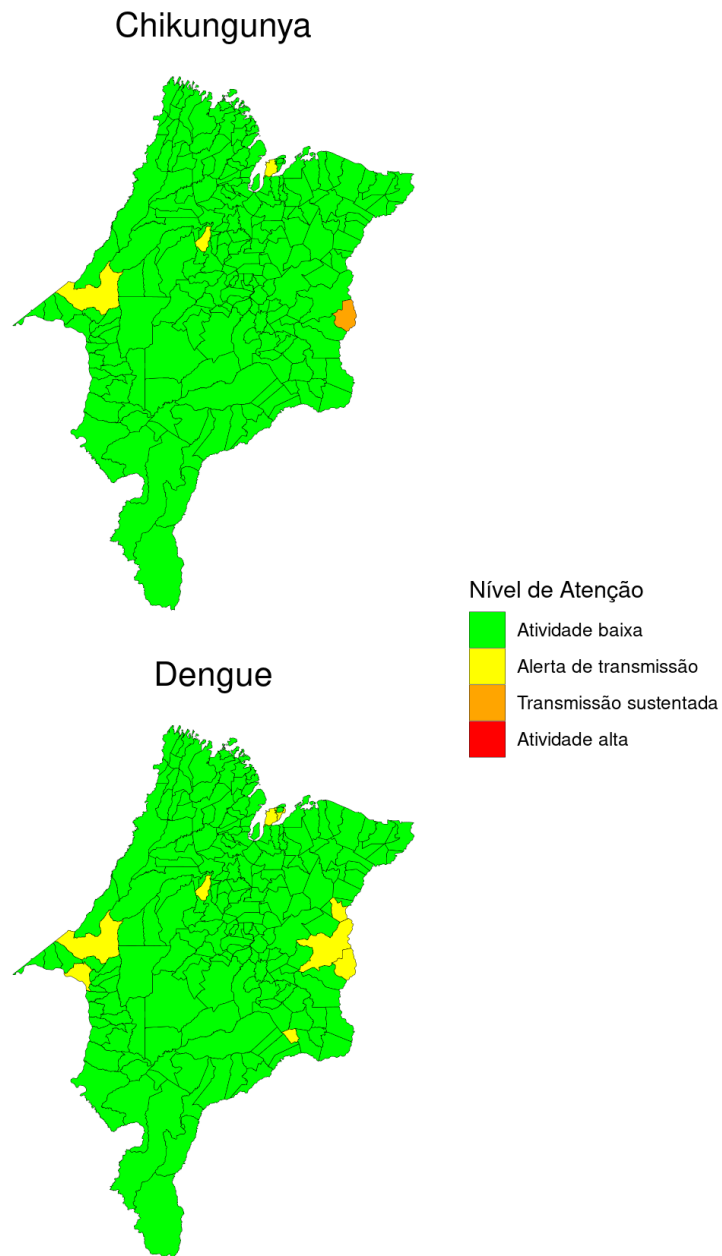 Chikungunya
Nível de Atenção
Atividade baixa
Alerta de transmissão
Transmissão sustentada
Atividade alta
Dengue